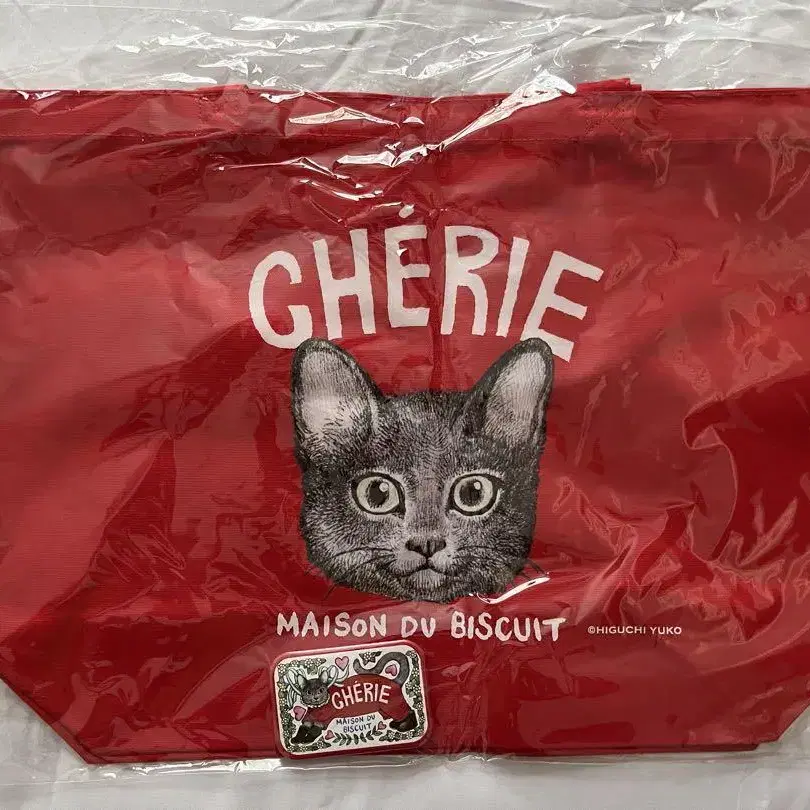 CHÉRIE
MAISON DU BISCUIT ©HIGUCHI YUKO
CHÉRIE
MAISON DU
BISCUIT